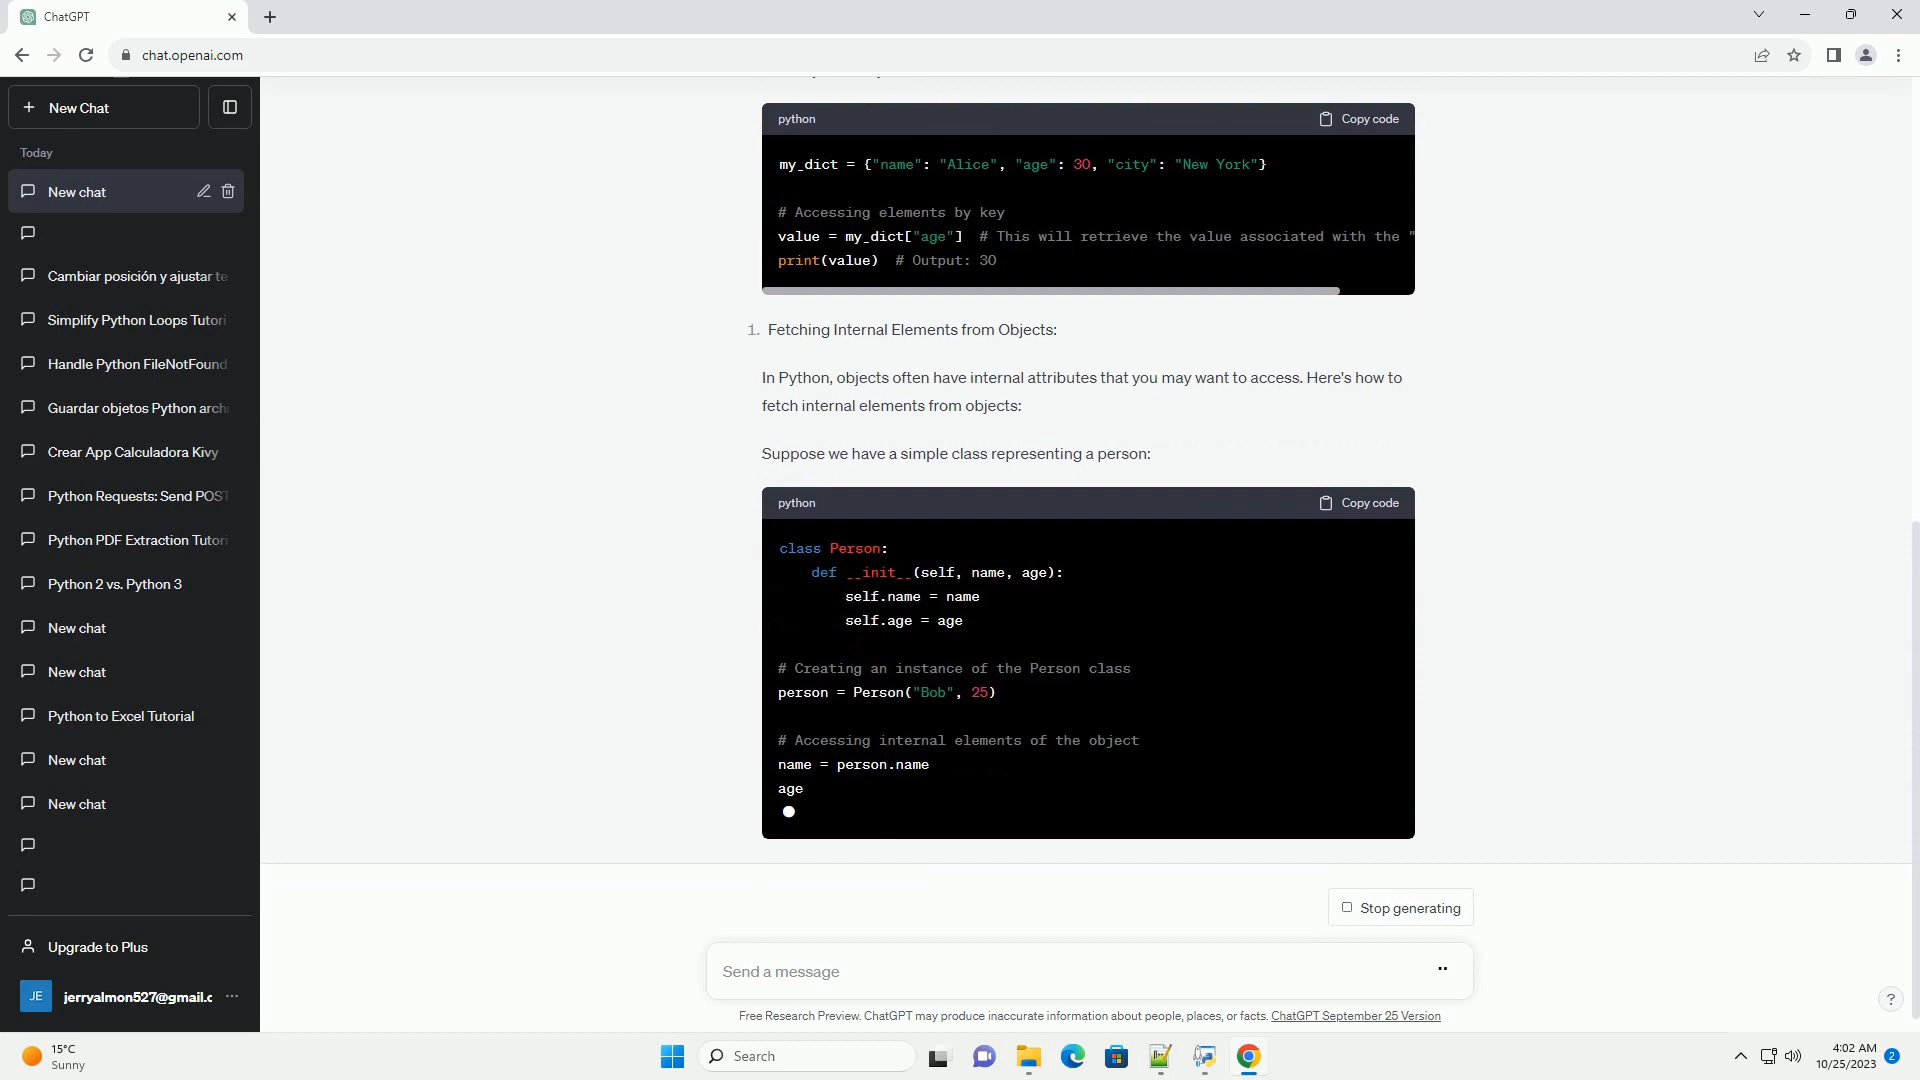 ChatGPT
chat.openai.com
New Chat
Today
New chat
Cambiar posición y ajustar te
Simplify Python Loops Tutori
Handle Python FileNotFound
Guardar objetos Python arch
Crear App Calculadora Kivy
Python Requests: Send POST
Python PDF Extraction Tutori
Python 2 vs. Python 3
New chat
New chat
Python to Excel Tutorial
New chat
New chat
Upgrade to Plus
JE jerryalmon527@gmail.c
python Copy code
my_dict = {"name": "Alice", "age": 30, "city": "New York"}
# Accessing elements by key
value = my_dict["age"]  # This will retrieve the value associated with the "
print(value)  # Output: 30
1. Fetching Internal Elements from Objects:
In Python, objects often have internal attributes that you may want to access. Here's how to
fetch internal elements from objects:
Suppose we have a simple class representing a person:
python Copy code
class Person:
def __init__(self, name, age):
self.name = name
self.age = age
# Creating an instance of the Person class
person = Person("Bob", 25)
# Accessing internal elements of the object
name = person.name
age
Stop generating
Send a message
Free Research Preview. ChatGPT may produce inaccurate information about people, places, or facts. ChatGPT September 25 Version
?
15°C
Sunny
Search
4:02 AM
10/25/2023
2